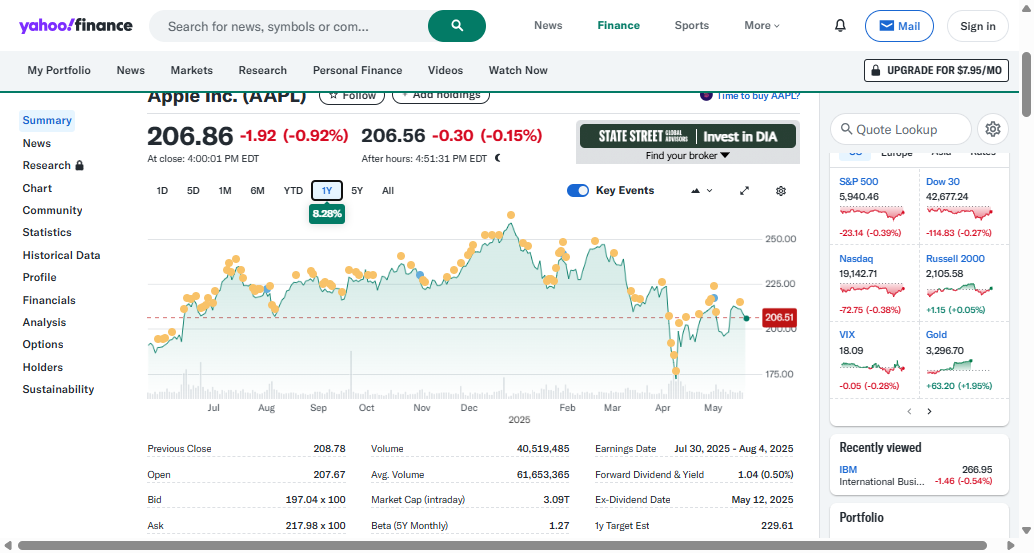 yahoo!finance
Search for news, symbols or com...
News
Finance
Sports
More
Mail
Sign in
My Portfolio
News
Markets
Research
Personal Finance
Videos
Watch Now
UPGRADE FOR $7.95/MO
Apple Inc. (AAPL)
Follow
+ Add holdings
Time to buy AAPL?
Summary
News
Research
Chart
Community
Statistics
Historical Data
Profile
Financials
Analysis
Options
Holders
Sustainability
206.86 -1.92 (-0.92%)
At close: 4:00:01 PM EDT
206.56 -0.30 (-0.15%)
After hours: 4:51:31 PM EDT
STATE STREET GLOBAL ADVISORS | Invest in DIA
Find your broker
1D 5D 1M 6M YTD 1Y 5Y All
8.28%
Key Events
250.00
225.00
206.51
200.00
175.00
Jul Aug Sep Oct Nov Dec Feb Mar Apr May
2025
Previous Close 208.78
Open 207.67
Bid 197.04 x 100
Ask 217.98 x 100
Volume 40,519,485
Avg. Volume 61,653,365
Market Cap (intraday) 3.09T
Beta (5Y Monthly) 1.27
Earnings Date Jul 30, 2025 - Aug 4, 2025
Forward Dividend & Yield 1.04 (0.50%)
Ex-Dividend Date May 12, 2025
1y Target Est 229.61
Quote Lookup
US Europe Asia Rates
S&P 500
5,940.46
-23.14 (-0.39%)
Dow 30
42,677.24
-114.83 (-0.27%)
Nasdaq
19,142.71
-72.75 (-0.38%)
Russell 2000
2,105.58
+1.15 (+0.05%)
VIX
18.09
-0.05 (-0.28%)
Gold
3,296.70
+63.20 (+1.95%)
Recently viewed
IBM 266.95
International Busi... -1.46 (-0.54%)
Portfolio